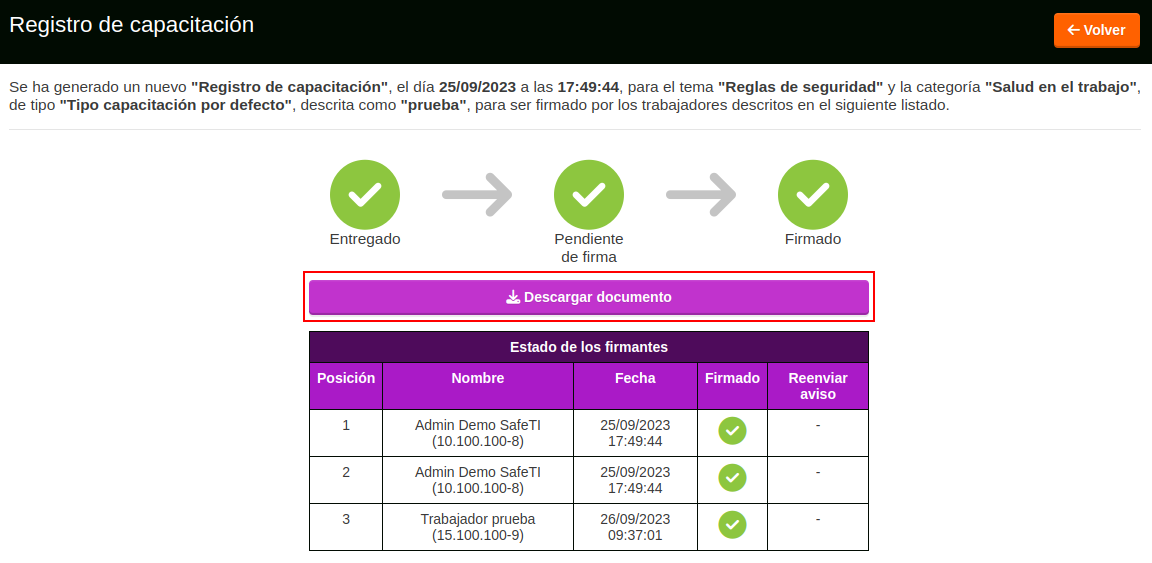 Registro de capacitación
Volver
Se ha generado un nuevo "Registro de capacitación", el día 25/09/2023 a las 17:49:44, para el tema "Reglas de seguridad" y la categoría "Salud en el trabajo",
de tipo "Tipo capacitación por defecto", descrita como "prueba", para ser firmado por los trabajadores descritos en el siguiente listado.
Entregado
Pendiente
de firma
Firmado
Descargar documento
Estado de los firmantes
Posición Nombre Fecha Firmado Reenviar
aviso
1 Admin Demo SafeTI 25/09/2023 -
(10.100.100-8) 17:49:44
2 Admin Demo SafeTI 25/09/2023 -
(10.100.100-8) 17:49:44
3 Trabajador prueba 26/09/2023 -
(15.100.100-9) 09:37:01